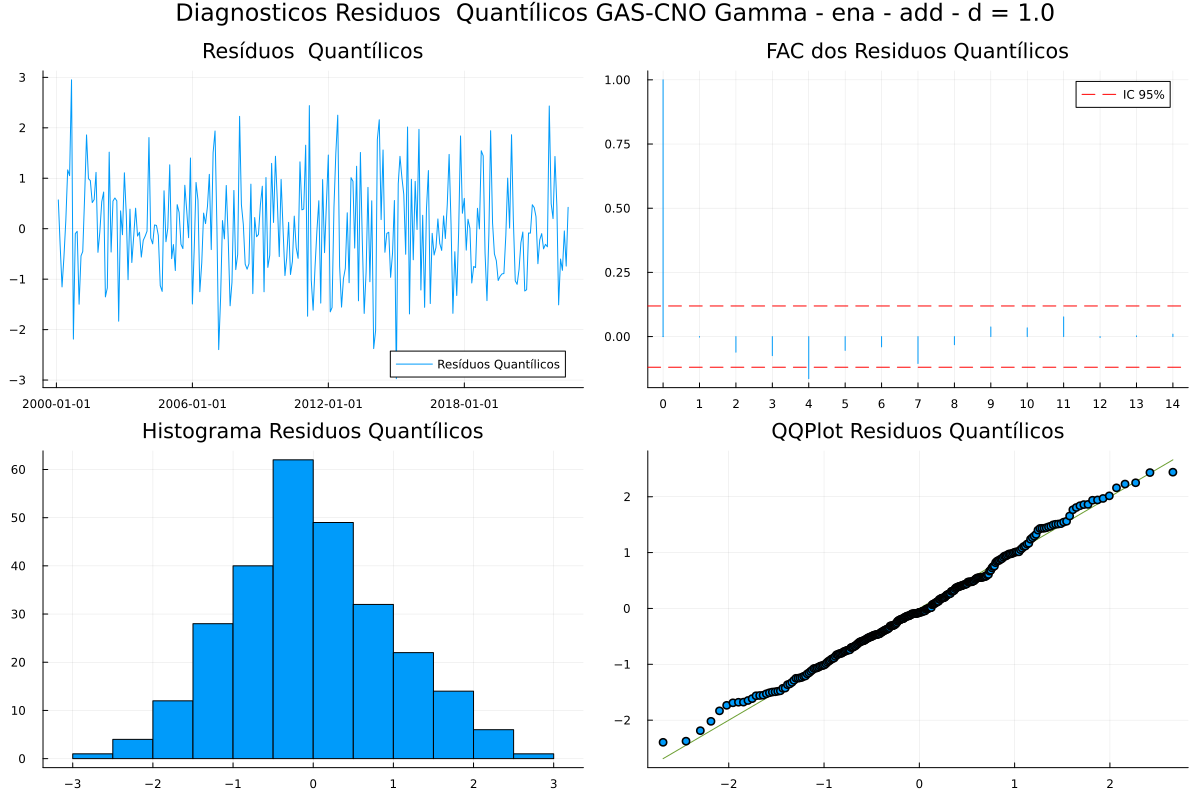 Diagnosticos Residuos  Quantílicos GAS-CNO Gamma - ena - add - d = 1.0
Resíduos  Quantílicos
3
2
1
0
−1
−2
−3
2000-01-01 2006-01-01 2012-01-01 2018-01-01
Resíduos Quantílicos
FAC dos Residuos Quantílicos
1.00
0.75
0.50
0.25
0.00
0 1 2 3 4 5 6 7 8 9 10 11 12 13 14
IC 95%
Histograma Residuos Quantílicos
60
50
40
30
20
10
0
−3 −2 −1 0 1 2 3
QQPlot Residuos Quantílicos
2
1
0
−1
−2
−2 −1 0 1 2